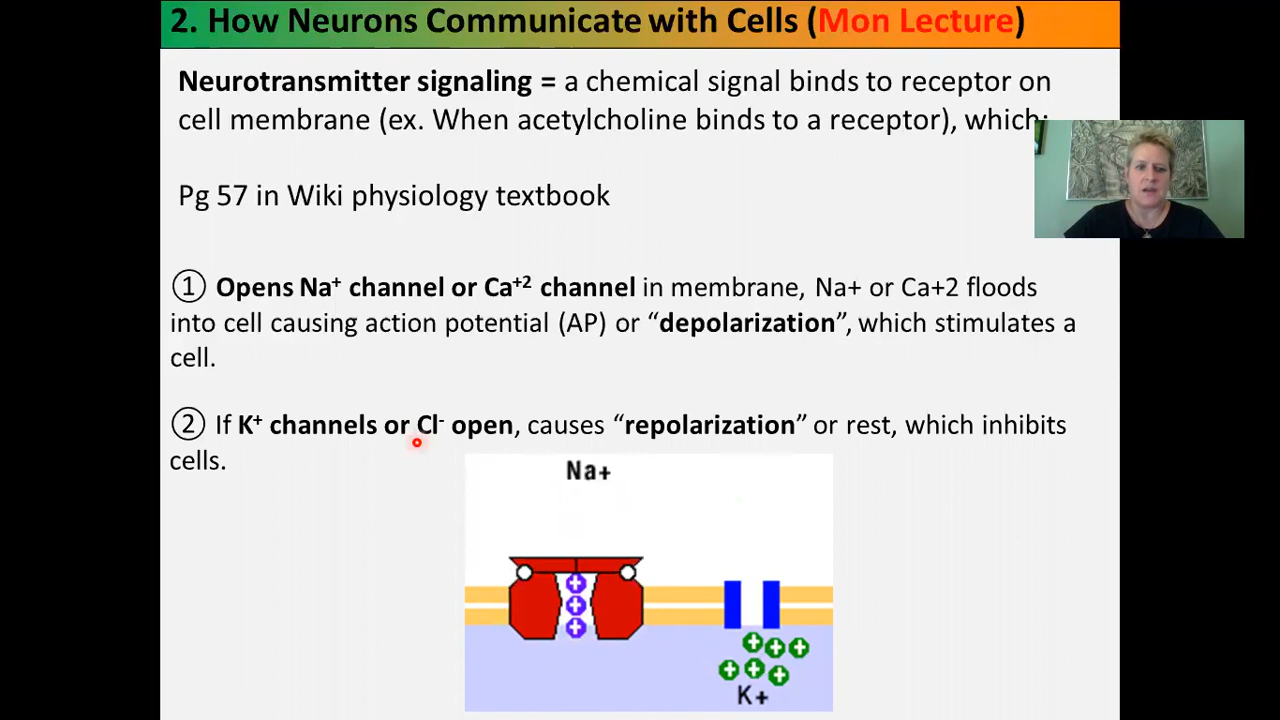 2. How Neurons Communicate with Cells (Mon Lecture)
Neurotransmitter signaling = a chemical signal binds to receptor on
cell membrane (ex. When acetylcholine binds to a receptor), which:
Pg 57 in Wiki physiology textbook
① Opens Na⁺ channel or Ca⁺² channel in membrane, Na+ or Ca+2 floods
into cell causing action potential (AP) or “depolarization”, which stimulates a
cell.
② If K⁺ channels or Cl⁻ open, causes “repolarization” or rest, which inhibits
cells.
Na+
K+